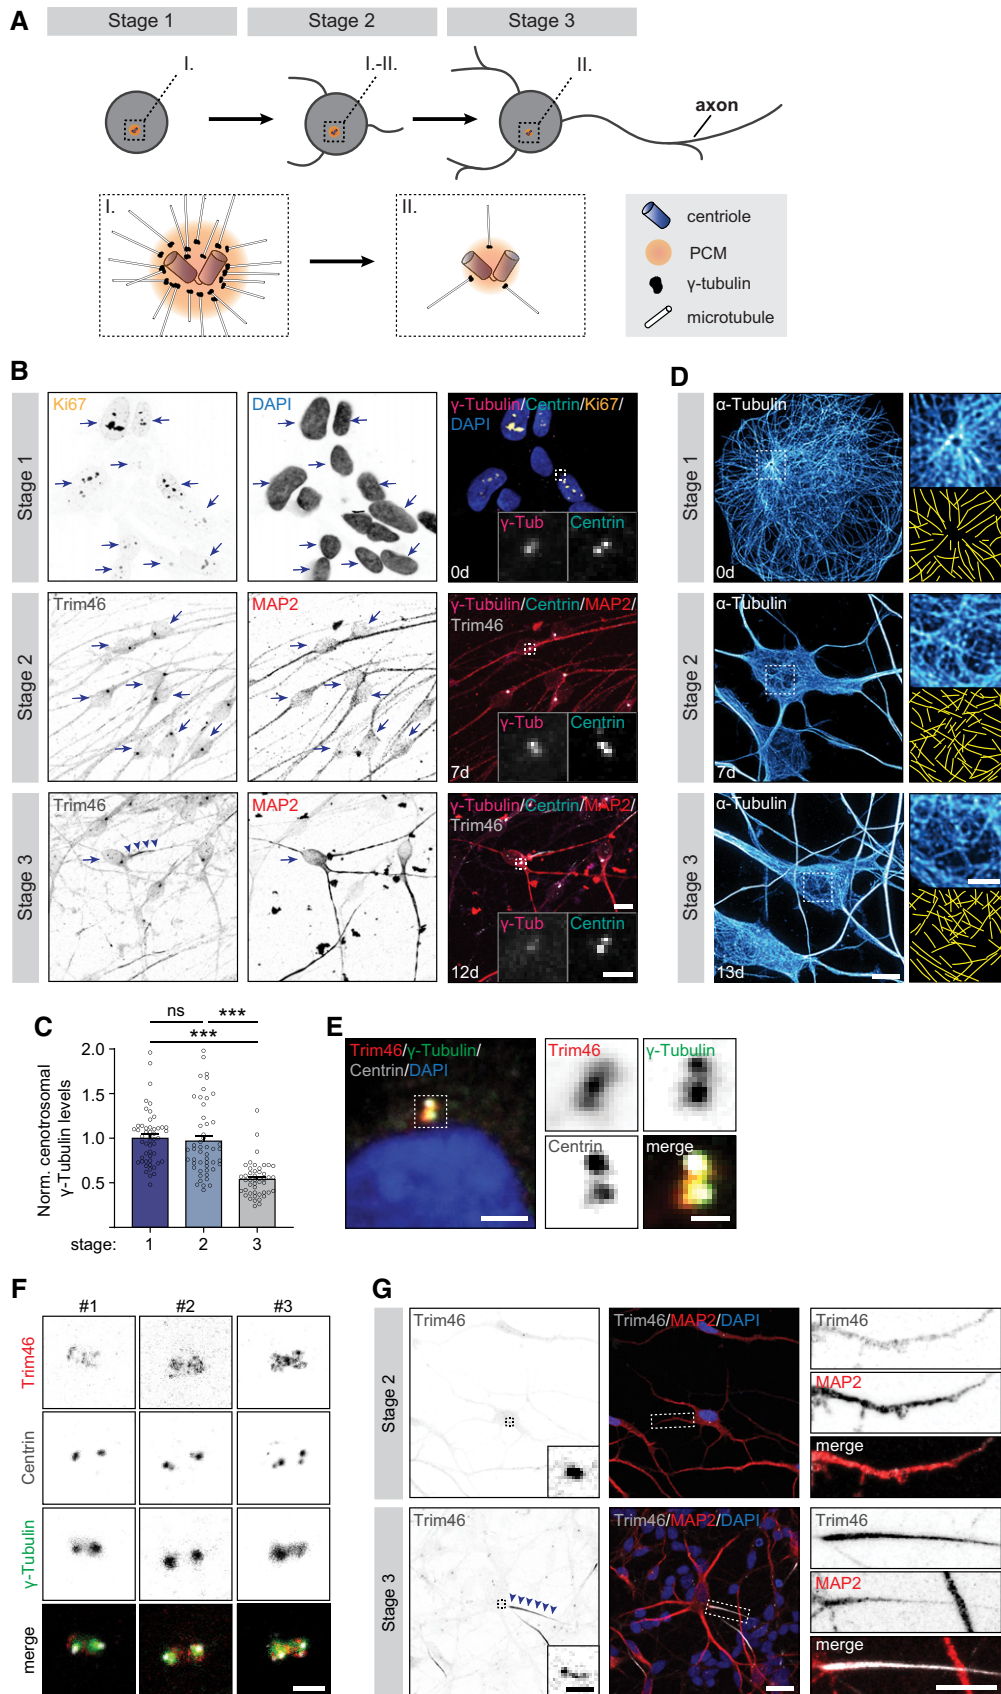 A
Stage 1
Stage 2
Stage 3
I.
I.-II.
II.
axon
I.
II.
centriole
PCM
γ-tubulin
microtubule
B
Stage 1
Ki67
DAPI
γ-Tubulin/Centrin/Ki67/
DAPI
γ-Tub
Centrin
0d
Stage 2
Trim46
MAP2
γ-Tubulin/Centrin/MAP2/
Trim46
γ-Tub
Centrin
7d
Stage 3
Trim46
MAP2
γ-Tubulin/Centrin/MAP2/
Trim46
γ-Tub
Centrin
12d
D
Stage 1
α-Tubulin
0d
Stage 2
α-Tubulin
7d
Stage 3
α-Tubulin
13d
C
Norm. cenotrosomal
γ-Tubulin levels
2.0
1.5
1.0
0.5
ns
***
***
stage:
1
2
3
E
Trim46/γ-Tubulin/
Centrin/DAPI
Trim46
γ-Tubulin
Centrin
merge
F
#1
#2
#3
Trim46
Centrin
γ-Tubulin
merge
G
Stage 2
Trim46
Trim46/MAP2/DAPI
Trim46
MAP2
merge
Stage 3
Trim46
Trim46/MAP2/DAPI
Trim46
MAP2
merge